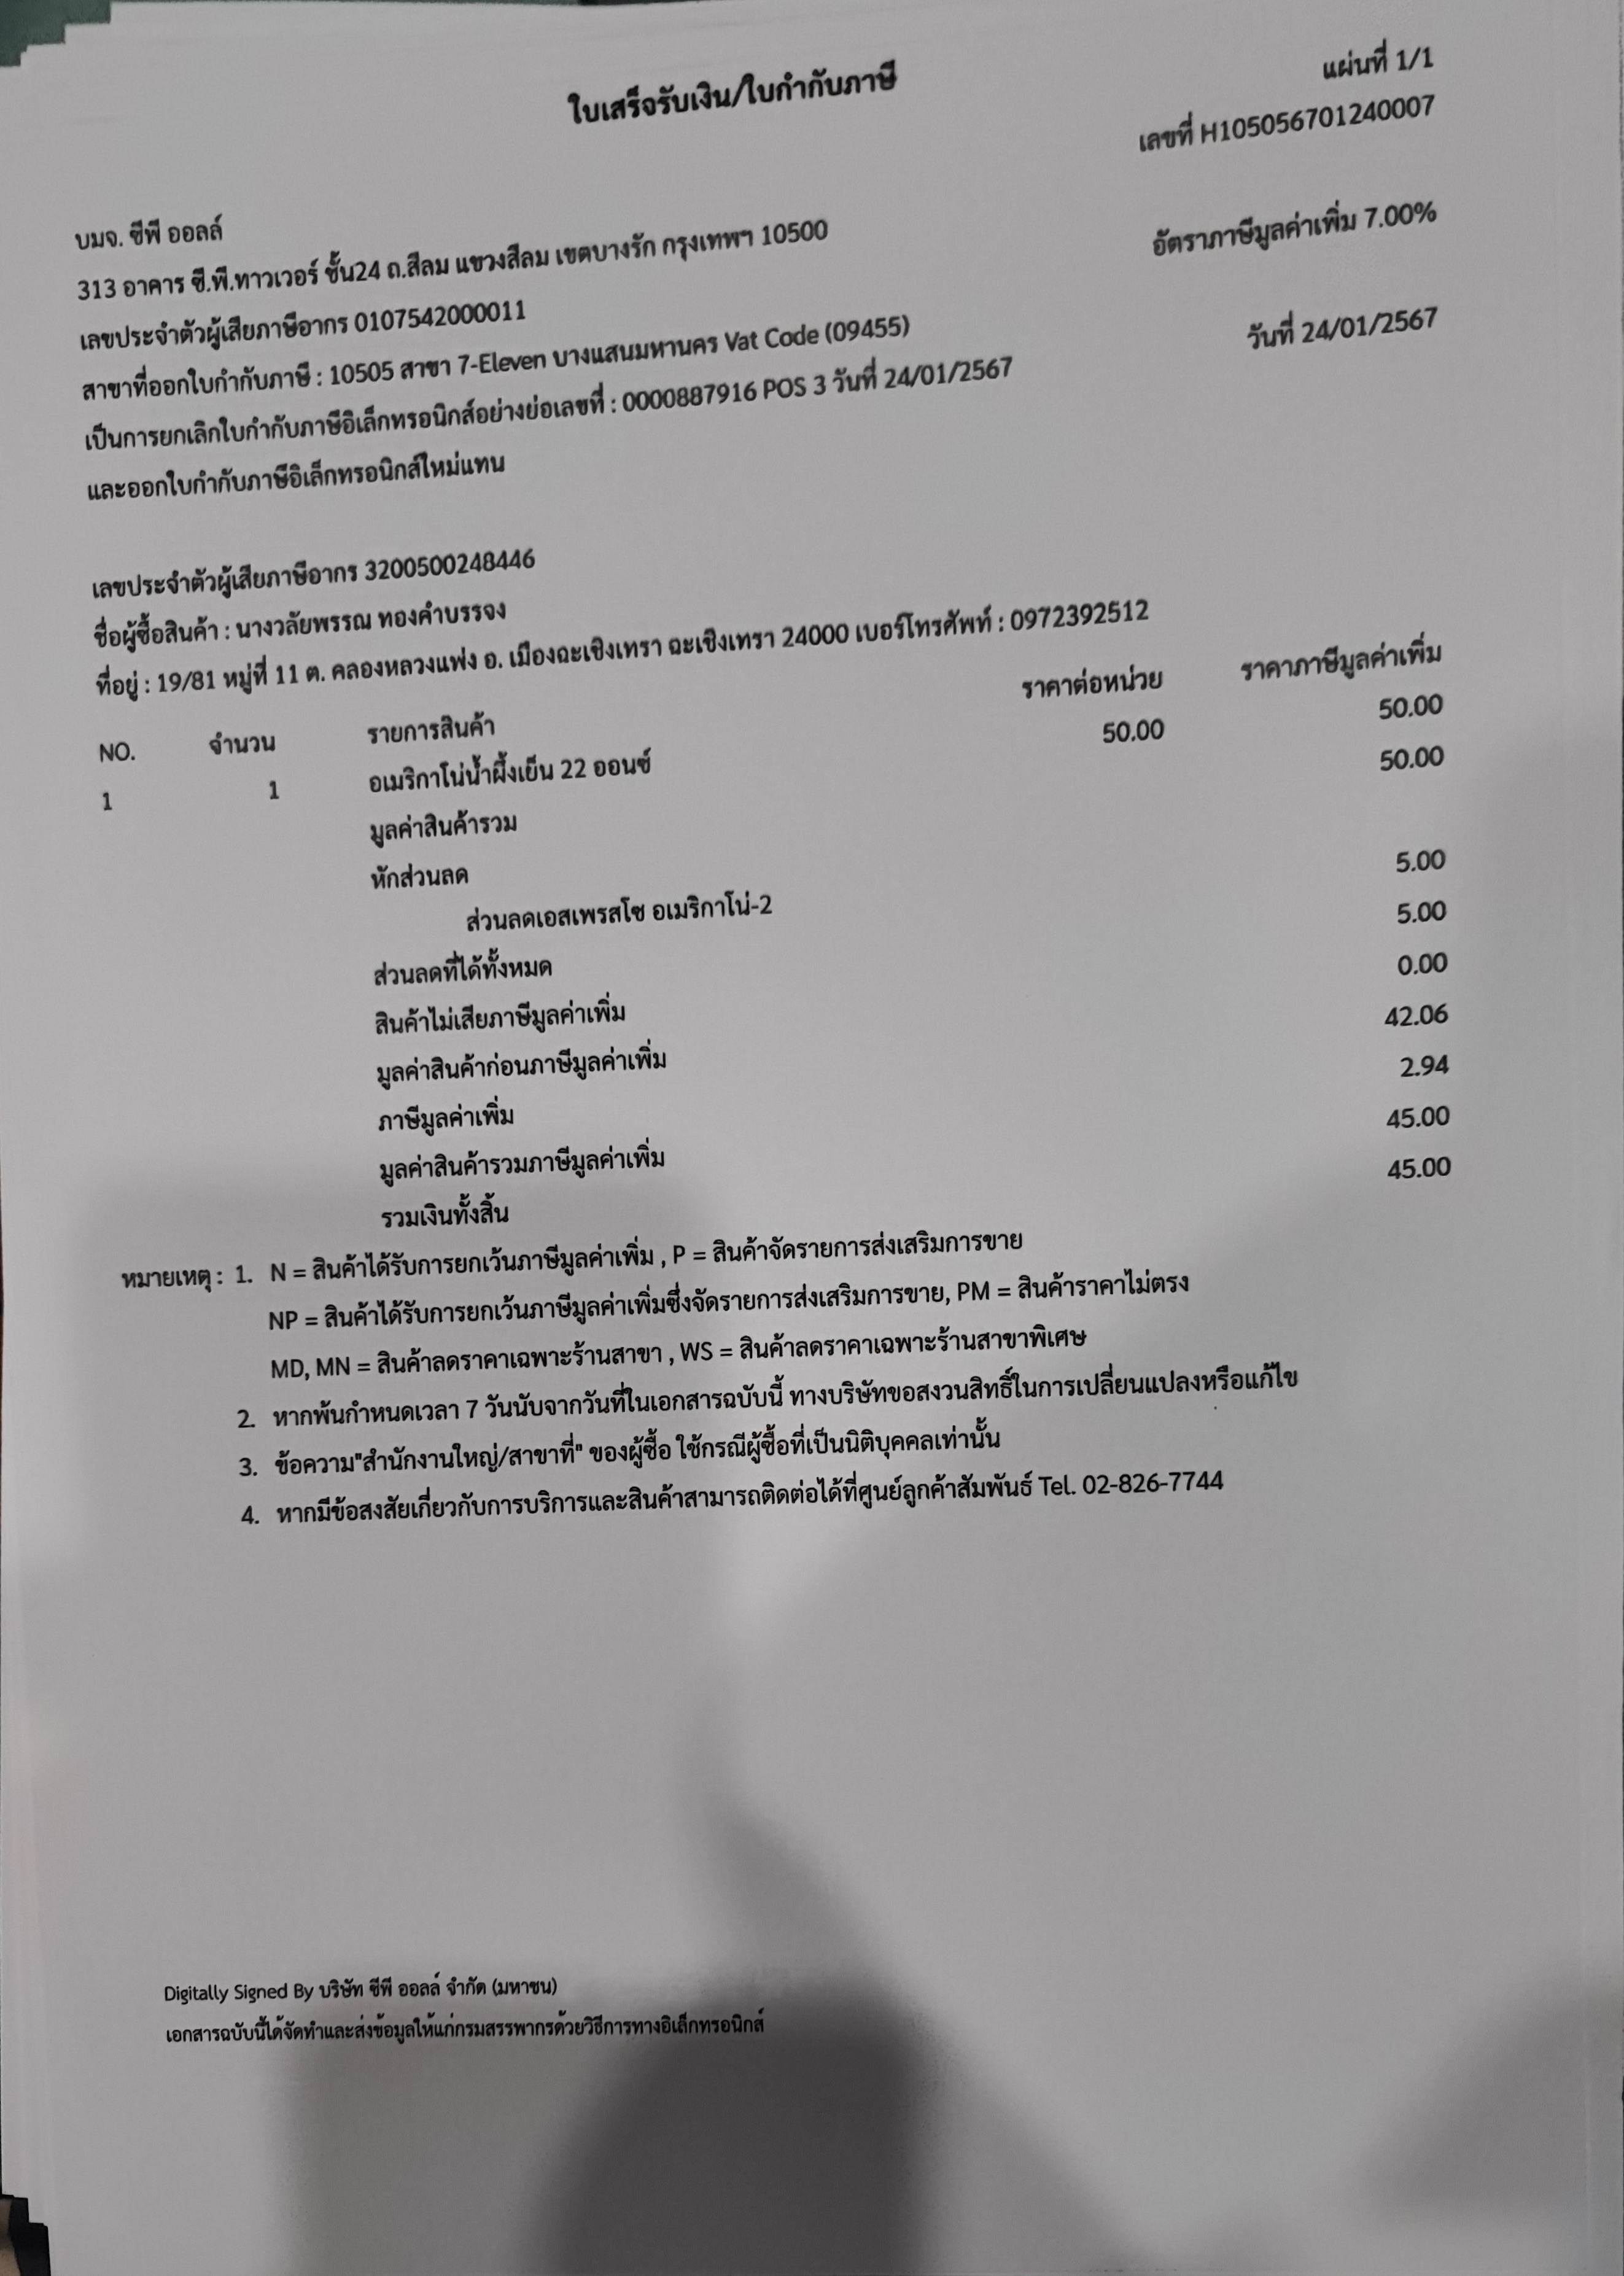 ใบเสร็จรับเงิน/ใบกำกับภาษี
แผ่นที่ 1/1
เลขที่ H105056701240007
บมจ. ซีพี ออลล์
313 อาคาร ซี.พี.ทาวเวอร์ ชั้น24 ถ.สีลม แขวงสีลม เขตบางรัก กรุงเทพฯ 10500
อัตราภาษีมูลค่าเพิ่ม 7.00%
เลขประจำตัวผู้เสียภาษีอากร 0107542000011
สาขาที่ออกใบกำกับภาษี : 10505 สาขา 7-Eleven บางแสนมหานคร Vat Code (09455)
วันที่ 24/01/2567
เป็นการยกเลิกใบกำกับภาษีอิเล็กทรอนิกส์อย่างย่อเลขที่ : 0000887916 POS 3 วันที่ 24/01/2567
และออกใบกำกับภาษีอิเล็กทรอนิกส์ใหม่แทน
เลขประจำตัวผู้เสียภาษีอากร 3200500248446
ชื่อผู้ซื้อสินค้า : นางวลัยพรรณ ทองคำบรรจง
ที่อยู่ : 19/81 หมู่ที่ 11 ต. คลองหลวงแพ่ง อ. เมืองฉะเชิงเทรา ฉะเชิงเทรา 24000 เบอร์โทรศัพท์ : 0972392512
NO. จำนวน รายการสินค้า ราคาต่อหน่วย ราคาภาษีมูลค่าเพิ่ม
1 1 อเมริกาโน่น้ำผึ้งเย็น 22 ออนซ์ 50.00 50.00
มูลค่าสินค้ารวม 50.00
หักส่วนลด
ส่วนลดเอสเพรสโซ อเมริกาโน่-2 5.00
ส่วนลดที่ได้ทั้งหมด 5.00
สินค้าไม่เสียภาษีมูลค่าเพิ่ม 0.00
มูลค่าสินค้าก่อนภาษีมูลค่าเพิ่ม 42.06
ภาษีมูลค่าเพิ่ม 2.94
มูลค่าสินค้ารวมภาษีมูลค่าเพิ่ม 45.00
รวมเงินทั้งสิ้น 45.00
หมายเหตุ : 1. N = สินค้าได้รับการยกเว้นภาษีมูลค่าเพิ่ม , P = สินค้าจัดรายการส่งเสริมการขาย
NP = สินค้าได้รับการยกเว้นภาษีมูลค่าเพิ่มซึ่งจัดรายการส่งเสริมการขาย, PM = สินค้าราคาไม่ตรง
MD, MN = สินค้าลดราคาเฉพาะร้านสาขา , WS = สินค้าลดราคาเฉพาะร้านสาขาพิเศษ
2. หากพ้นกำหนดเวลา 7 วันนับจากวันที่ในเอกสารฉบับนี้ ทางบริษัทขอสงวนสิทธิ์ในการเปลี่ยนแปลงหรือแก้ไข
3. ข้อความ"สำนักงานใหญ่/สาขาที่" ของผู้ซื้อ ใช้กรณีผู้ซื้อที่เป็นนิติบุคคลเท่านั้น
4. หากมีข้อสงสัยเกี่ยวกับการบริการและสินค้าสามารถติดต่อได้ที่ศูนย์ลูกค้าสัมพันธ์ Tel. 02-826-7744
Digitally Signed By บริษัท ซีพี ออลล์ จำกัด (มหาชน)
เอกสารฉบับนี้ได้จัดทำและส่งข้อมูลให้แก่กรมสรรพากรด้วยวิธีการทางอิเล็กทรอนิกส์